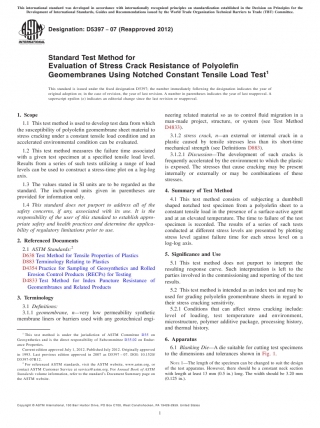 This international standard was developed in accordance with internationally recognized principles on standardization established in the Decision on Principles for the
Development of International Standards, Guides and Recommendations issued by the World Trade Organization Technical Barriers to Trade (TBT) Committee.
Designation: D5397 − 07 (Reapproved 2012)
Standard Test Method for
Evaluation of Stress Crack Resistance of Polyolefin
Geomembranes Using Notched Constant Tensile Load Test¹
This standard is issued under the fixed designation D5397; the number immediately following the designation indicates the year of
original adoption or, in the case of revision, the year of last revision. A number in parentheses indicates the year of last reapproval. A
superscript epsilon (ε) indicates an editorial change since the last revision or reapproval.
1. Scope
1.1 This test method is used to develop test data from which
the susceptibility of polyolefin geomembrane sheet material to
stress cracking under a constant tensile load condition and an
accelerated environmental condition can be evaluated.
1.2 This test method measures the failure time associated
with a given test specimen at a specified tensile load level.
Results from a series of such tests utilizing a range of load
levels can be used to construct a stress-time plot on a log-log
axis.
1.3 The values stated in SI units are to be regarded as the
standard. The inch-pound units given in parentheses are
provided for information only.
1.4 This standard does not purport to address all of the
safety concerns, if any, associated with its use. It is the
responsibility of the user of this standard to establish appro-
priate safety and health practices and determine the applica-
bility of regulatory limitations prior to use.
2. Referenced Documents
2.1 ASTM Standards:²
D638 Test Method for Tensile Properties of Plastics
D883 Terminology Relating to Plastics
D4354 Practice for Sampling of Geosynthetics and Rolled
Erosion Control Products (RECPs) for Testing
D4833 Test Method for Index Puncture Resistance of
Geomembranes and Related Products
3. Terminology
3.1 Definitions:
3.1.1 geomembrane, n—very low permeability synthetic
membrane liners or barriers used with any geotechnical engi-
¹ This test method is under the jurisdiction of ASTM Committee D35 on
Geosynthetics and is the direct responsibility of Subcommittee D35.02 on Endur-
ance Properties.
Current edition approved July 1, 2012. Published July 2012. Originally approved
in 1993. Last previous edition approved in 2007 as D5397 – 07. DOI: 10.1520/
D5397-07R12.
² For referenced ASTM standards, visit the ASTM website, www.astm.org, or
contact ASTM Customer Service at service@astm.org. For Annual Book of ASTM
Standards volume information, refer to the standard's Document Summary page on
the ASTM website.
neering related material so as to control fluid migration in a
man-made project, structure, or system (see Test Method
D4833).
3.1.2 stress crack, n—an external or internal crack in a
plastic caused by tensile stresses less than its short-time
mechanical strength (see Definitions D883).
3.1.2.1 Discussion—The development of such cracks is
frequently accelerated by the environment to which the plastic
is exposed. The stresses that cause cracking may be present
internally or externally or may be combinations of these
stresses.
4. Summary of Test Method
4.1 This test method consists of subjecting a dumbbell
shaped notched test specimen from a polyolefin sheet to a
constant tensile load in the presence of a surface-active agent
and at an elevated temperature. The time to failure of the test
specimen is recorded. The results of a series of such tests
conducted at different stress levels are presented by plotting
stress level against failure time for each stress level on a
log-log axis.
5. Significance and Use
5.1 This test method does not purport to interpret the
resulting response curve. Such interpretation is left to the
parties involved in the commissioning and reporting of the test
results.
5.2 This test method is intended as an index test and may be
used for grading polyolefin geomembrane sheets in regard to
their stress cracking sensitivity.
5.2.1 Conditions that can affect stress cracking include:
level of loading, test temperature and environment,
microstructure, polymer additive package, processing history,
and thermal history.
6. Apparatus
6.1 Blanking Die—A die suitable for cutting test specimens
to the dimensions and tolerances shown in Fig. 1.
NOTE 1—The length of the specimen can be changed to suit the design
of the test apparatus. However, there should be a constant neck section
with length at least 13 mm (0.5 in.) long. The width should be 3.20 mm
(0.125 in.).
Copyright © ASTM International, 100 Barr Harbor Drive, PO Box C700, West Conshohocken, PA 19428-2959. United States
1